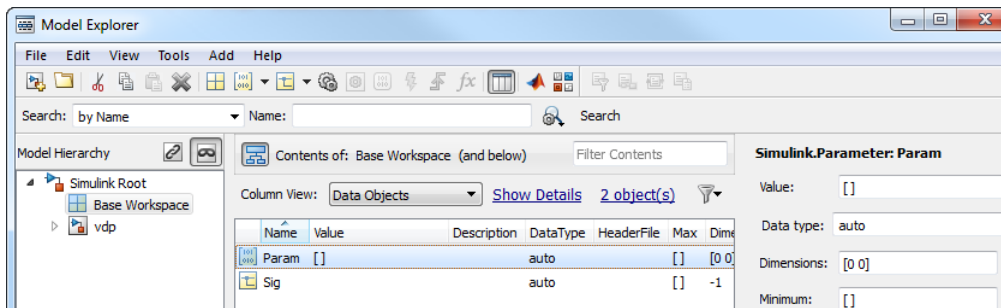 Model Explorer
File Edit View Tools Add Help
Search: by Name Name: Search
Model Hierarchy
Simulink Root
Base Workspace
vdp
Contents of: Base Workspace (and below) Filter Contents
Column View: Data Objects Show Details 2 object(s)
Name Value Description DataType HeaderFile Max Dime
Param [ ] auto [ ] [0 0]
Sig auto [ ] -1
Simulink.Parameter: Param
Value: [ ]
Data type: auto
Dimensions: [0 0]
Minimum: [ ]